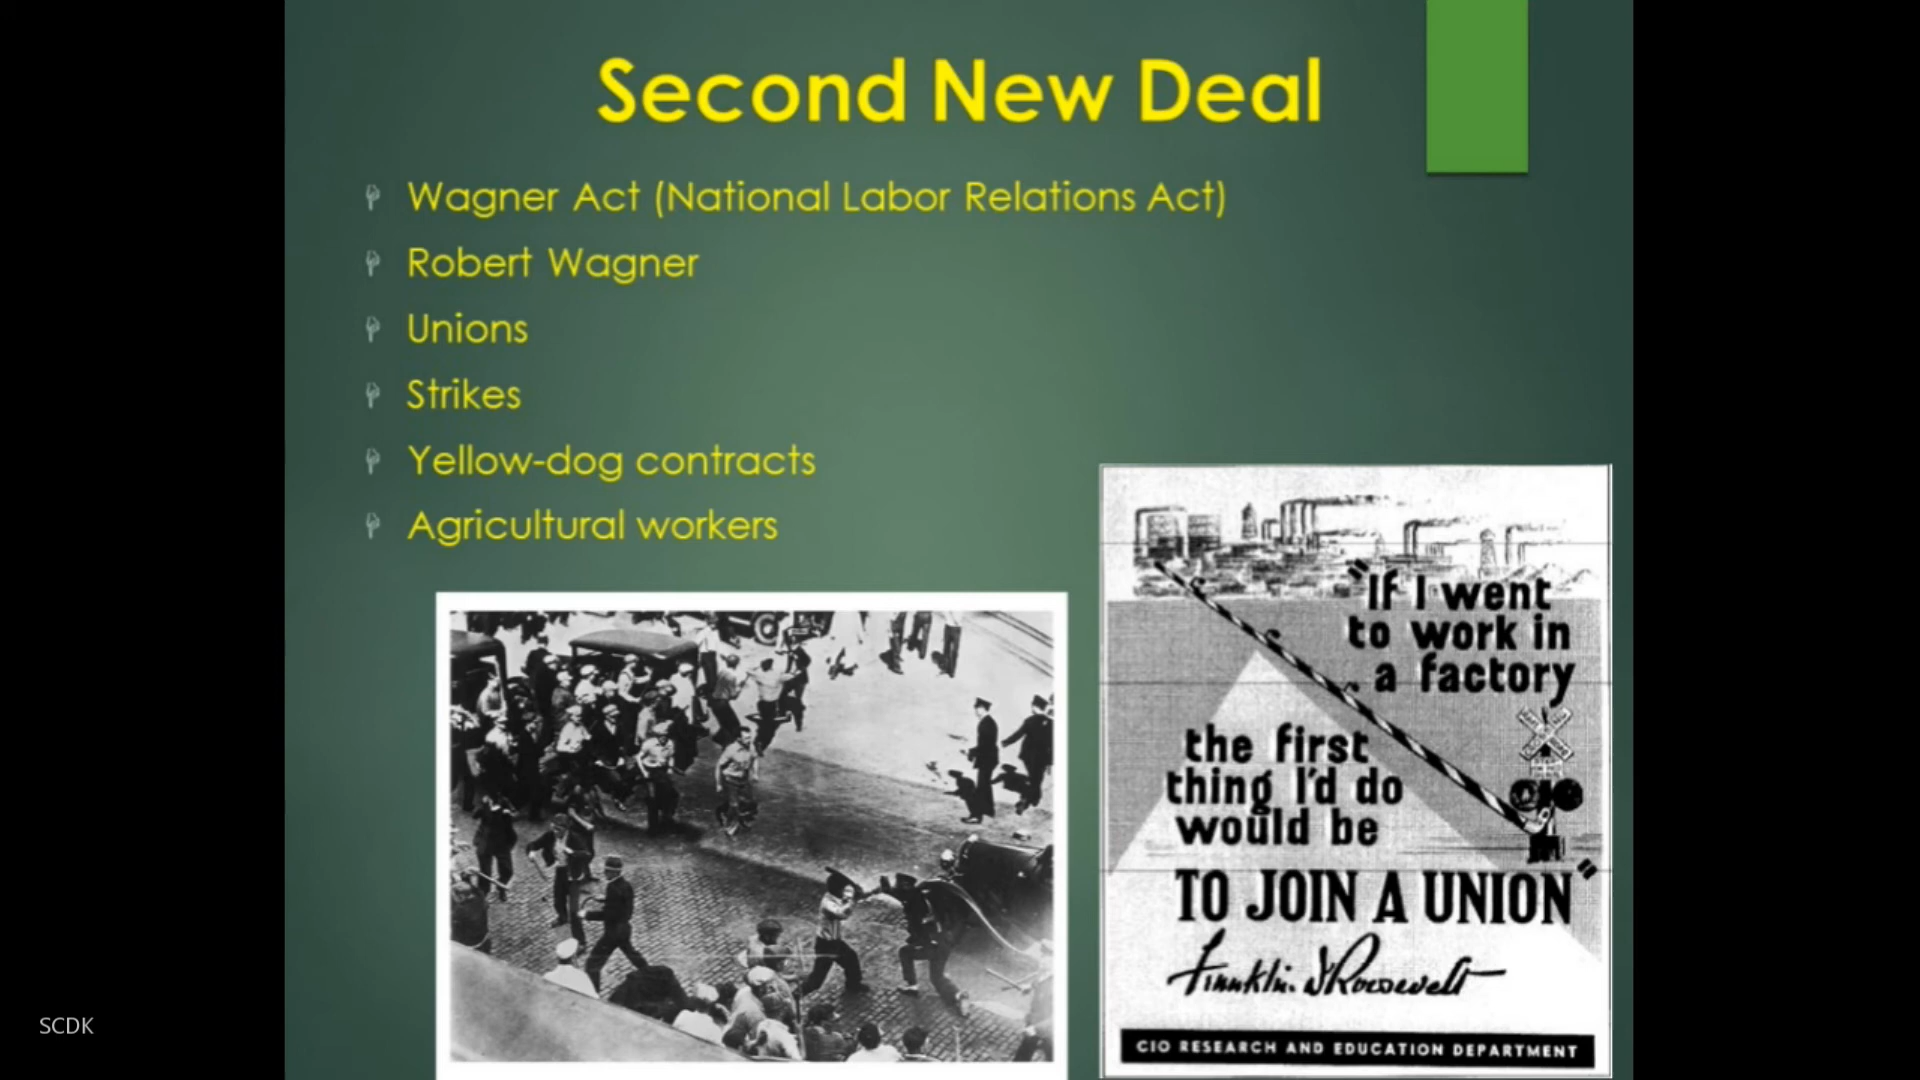 Second New Deal
Wagner Act (National Labor Relations Act)
Robert Wagner
Unions
Strikes
Yellow-dog contracts
Agricultural workers
"If I went
to work in
a factory
the first
thing I'd do
would be
TO JOIN A UNION"
Franklin D Roosevelt
CIO RESEARCH AND EDUCATION DEPARTMENT
SCDK